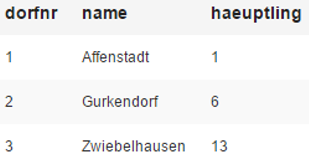 dorfnr name haeuptling
1 Affenstadt 1
2 Gurkendorf 6
3 Zwiebelhausen 13